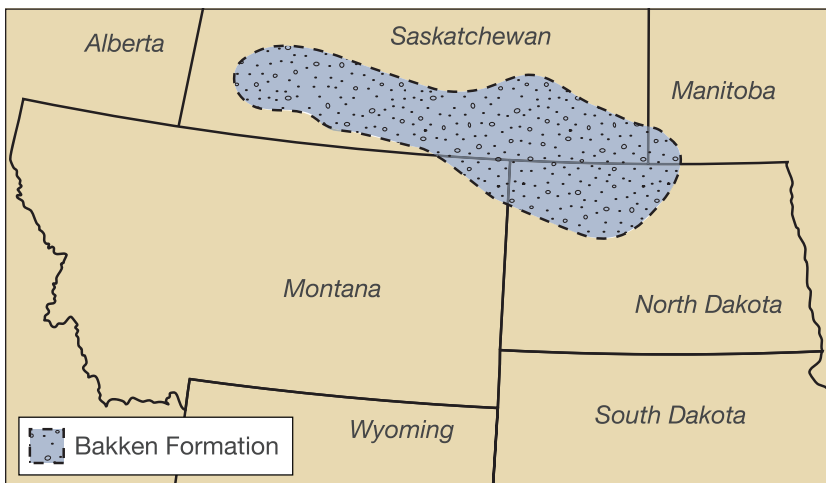 Alberta
Saskatchewan
Manitoba
Montana
North Dakota
Wyoming
South Dakota
Bakken Formation